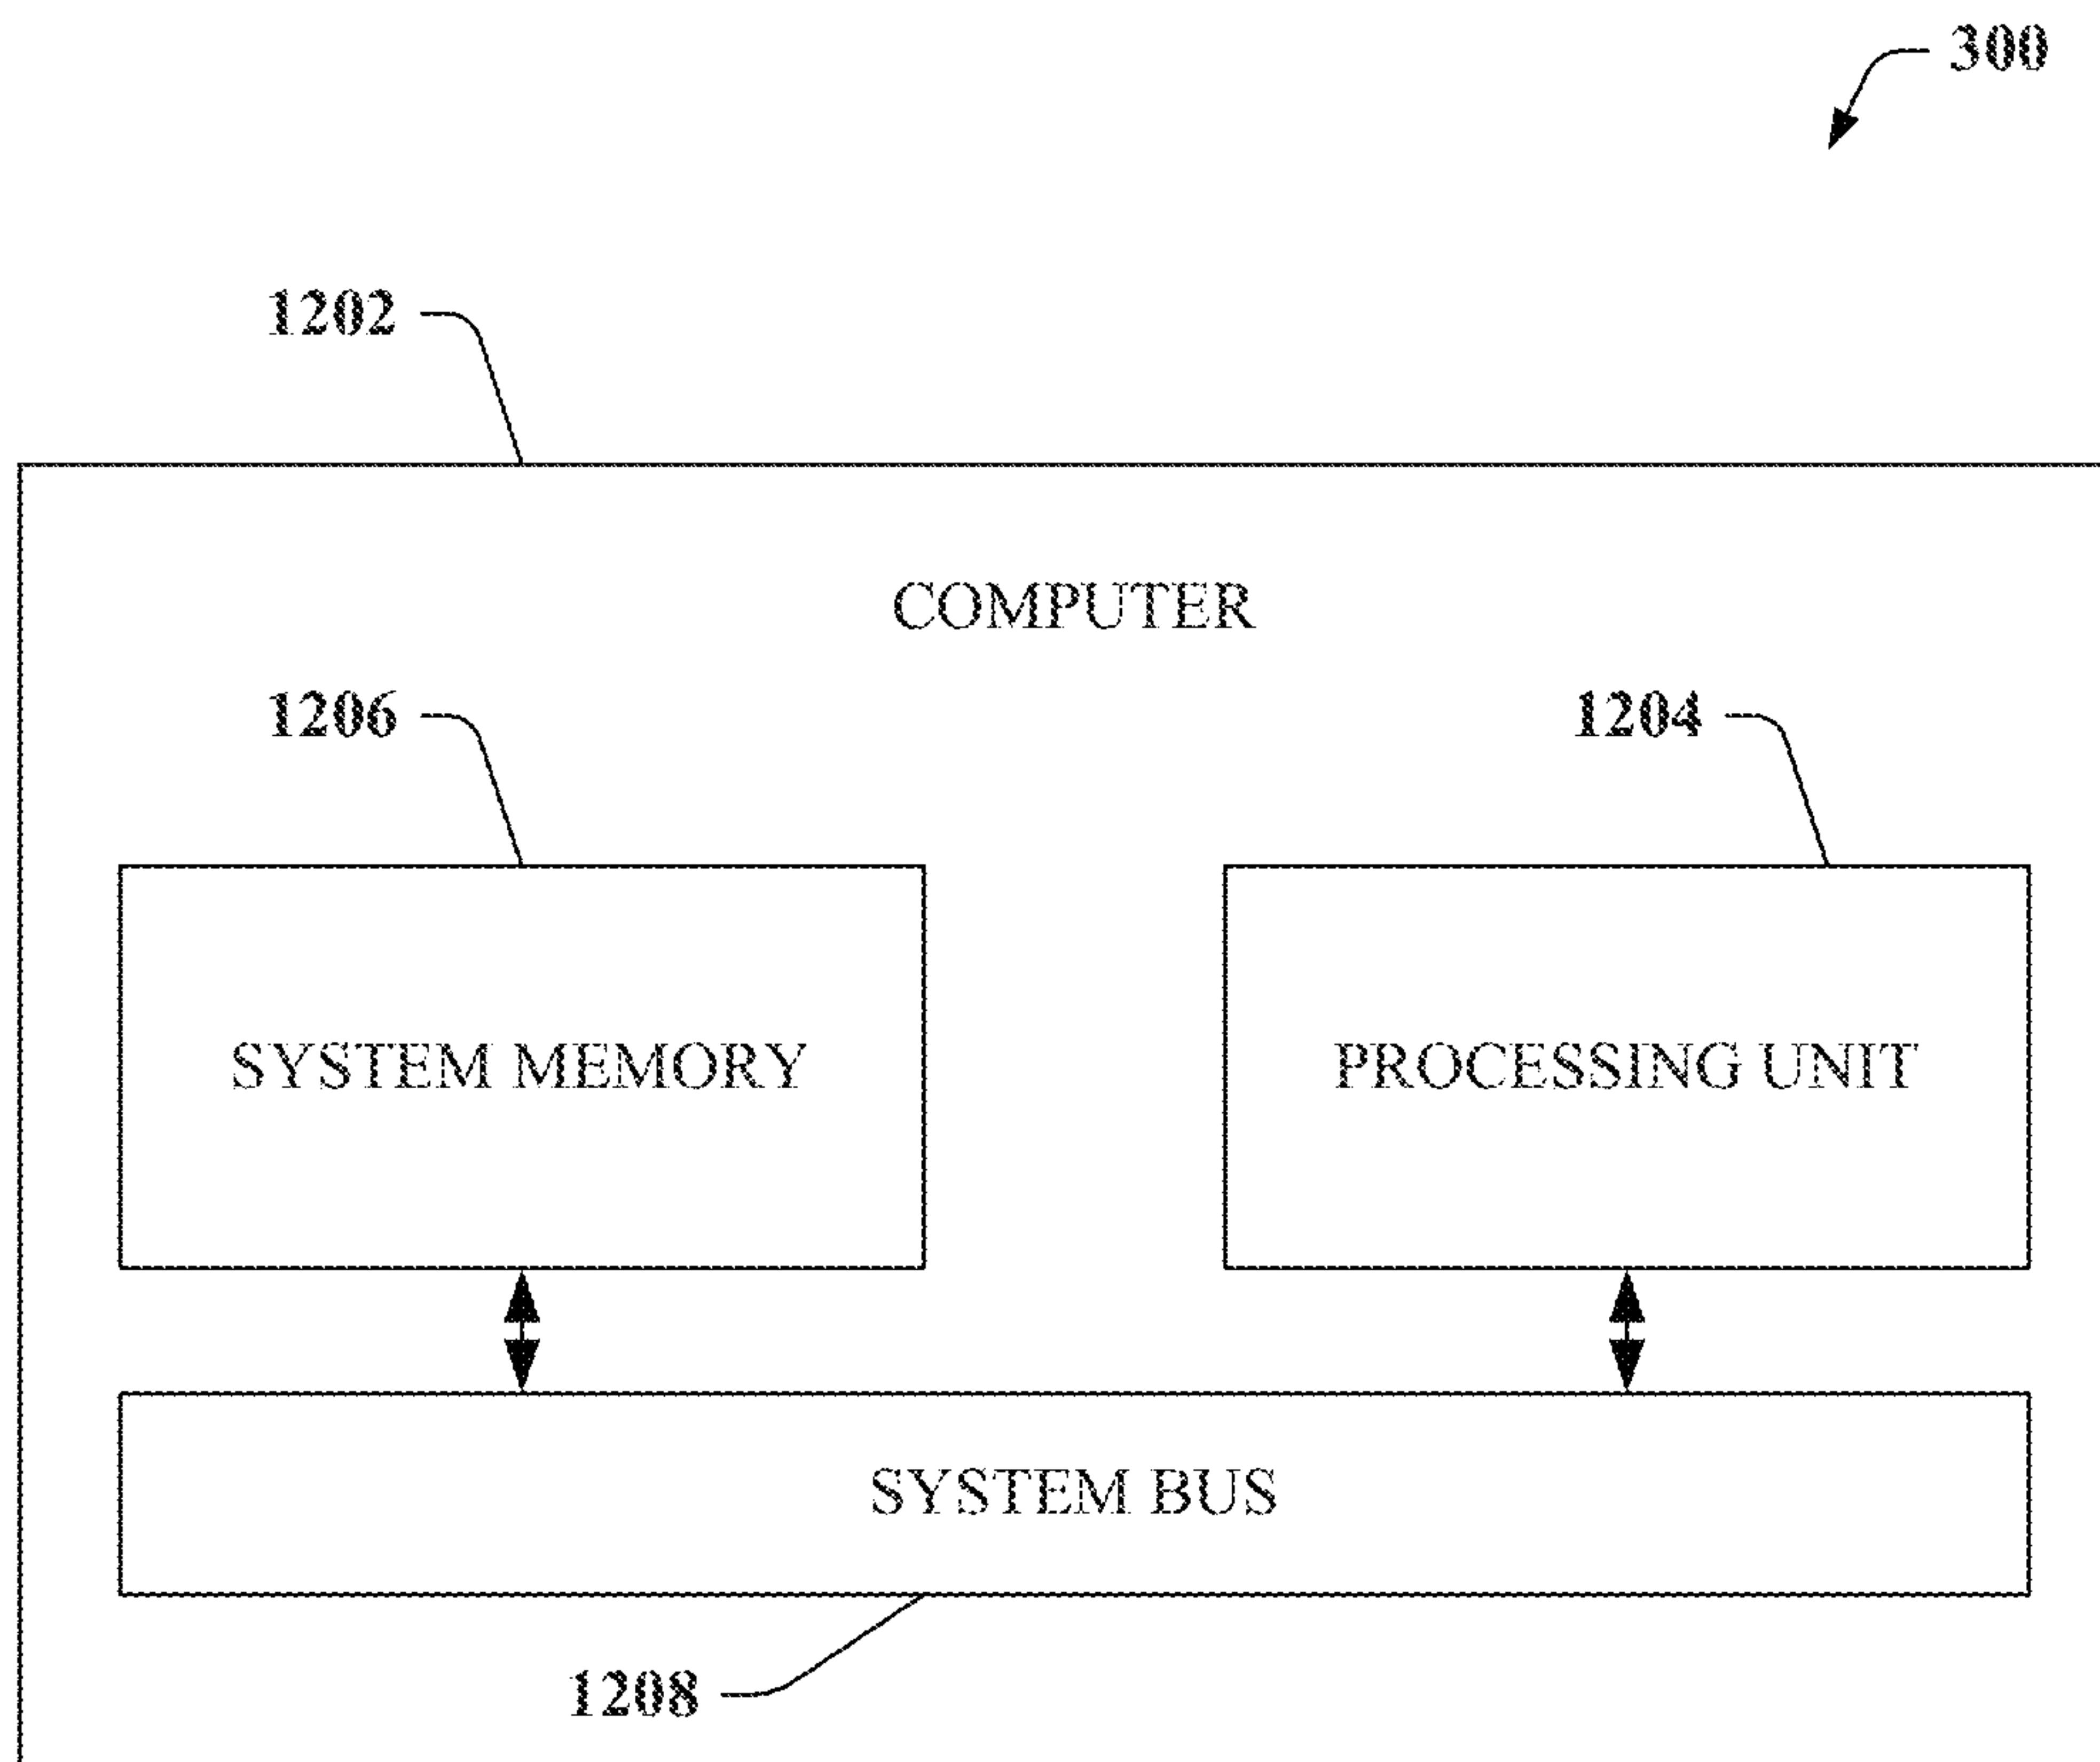 300
1202
COMPUTER
1206
1204
SYSTEM MEMORY
PROCESSING UNIT
SYSTEM BUS
1208